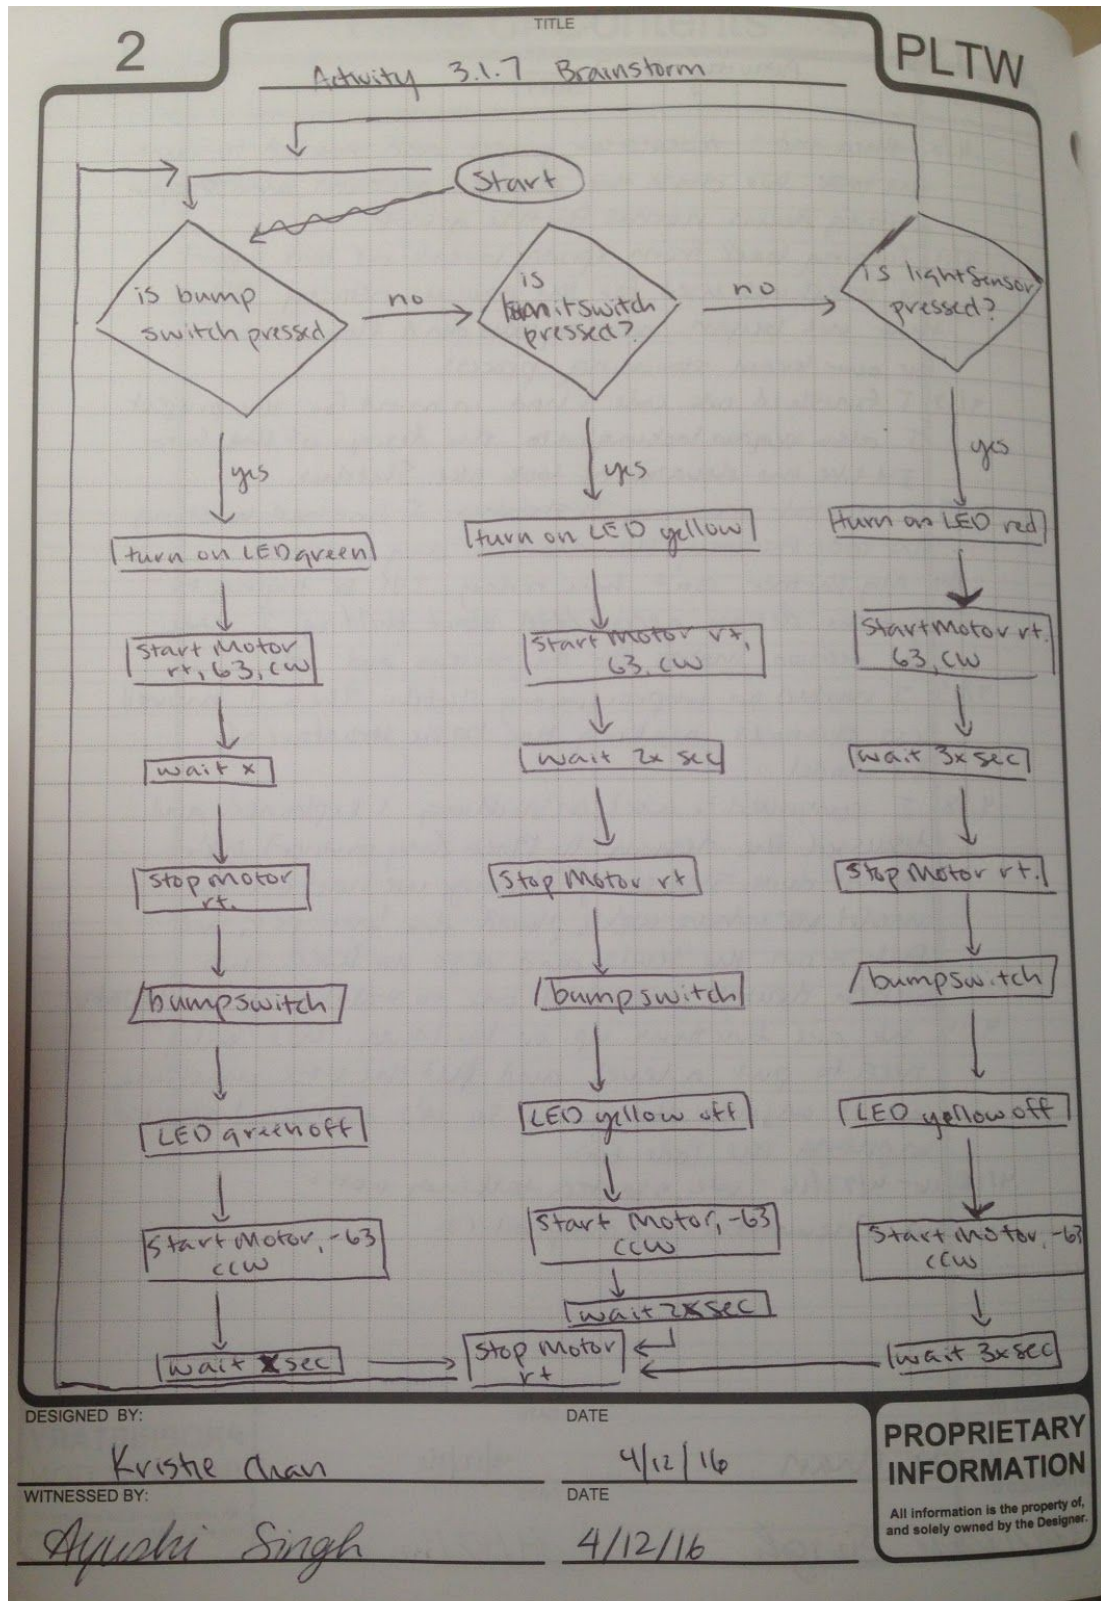 2
TITLE
PLTW
Activity 3.1.7 Brainstorm
Start
is bump
switch pressed
no
is
limit switch
pressed?
no
is lightSensor
pressed?
yes
yes
yes
turn on LED green
turn on LED yellow
turn on LED red
Start Motor
rt, 63, CW
Start Motor rt,
63, CW
Start Motor rt.
63, CW
wait x
wait 2x sec
wait 3x sec
Stop Motor
rt.
Stop Motor rt
Stop Motor rt.
bump switch
bump switch
bumpswitch
LED green off
LED yellow off
LED yellow off
Start Motor, -63
CCW
Start Motor, -63
CCW
Start Motor, -63
CCW
wait x sec
wait 2x sec
wait 3x sec
Stop Motor
rt
DESIGNED BY:
Kristie Chan
DATE
4/12/16
WITNESSED BY:
Ayushi Singh
DATE
4/12/16
PROPRIETARY
INFORMATION
All information is the property of,
and solely owned by the Designer.